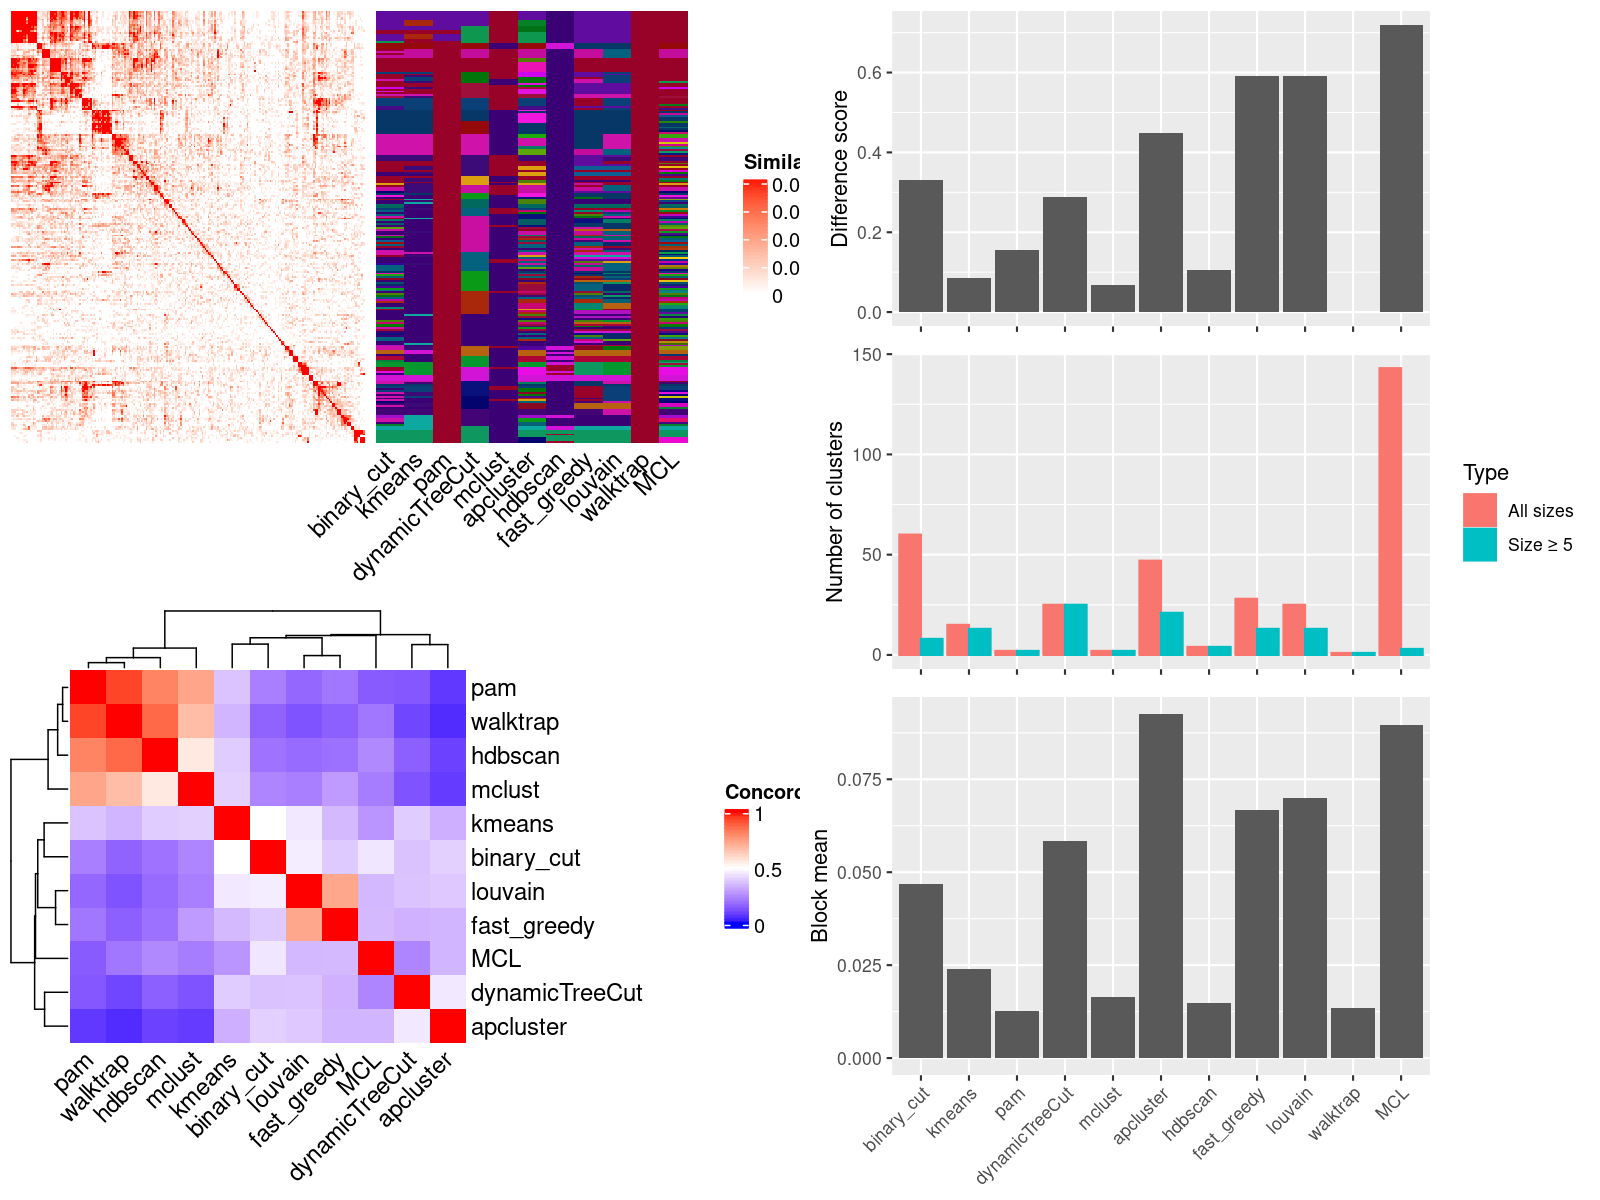 Simila
0.0
0.0
0.0
0.0
0
binary_cut
kmeans
pam
dynamicTreeCut
mclust
apcluster
hdbscan
fast_greedy
louvain
walktrap
MCL
pam
walktrap
hdbscan
mclust
kmeans
binary_cut
louvain
fast_greedy
MCL
dynamicTreeCut
apcluster
pam
walktrap
hdbscan
mclust
kmeans
binary_cut
louvain
fast_greedy
MCL
dynamicTreeCut
apcluster
Concord
1
0.5
0
Difference score
0.6
0.4
0.2
0.0
Number of clusters
150
100
50
0
Type
All sizes
Size ≥ 5
Block mean
0.075
0.050
0.025
0.000
binary_cut
kmeans
pam
dynamicTreeCut
mclust
apcluster
hdbscan
fast_greedy
louvain
walktrap
MCL